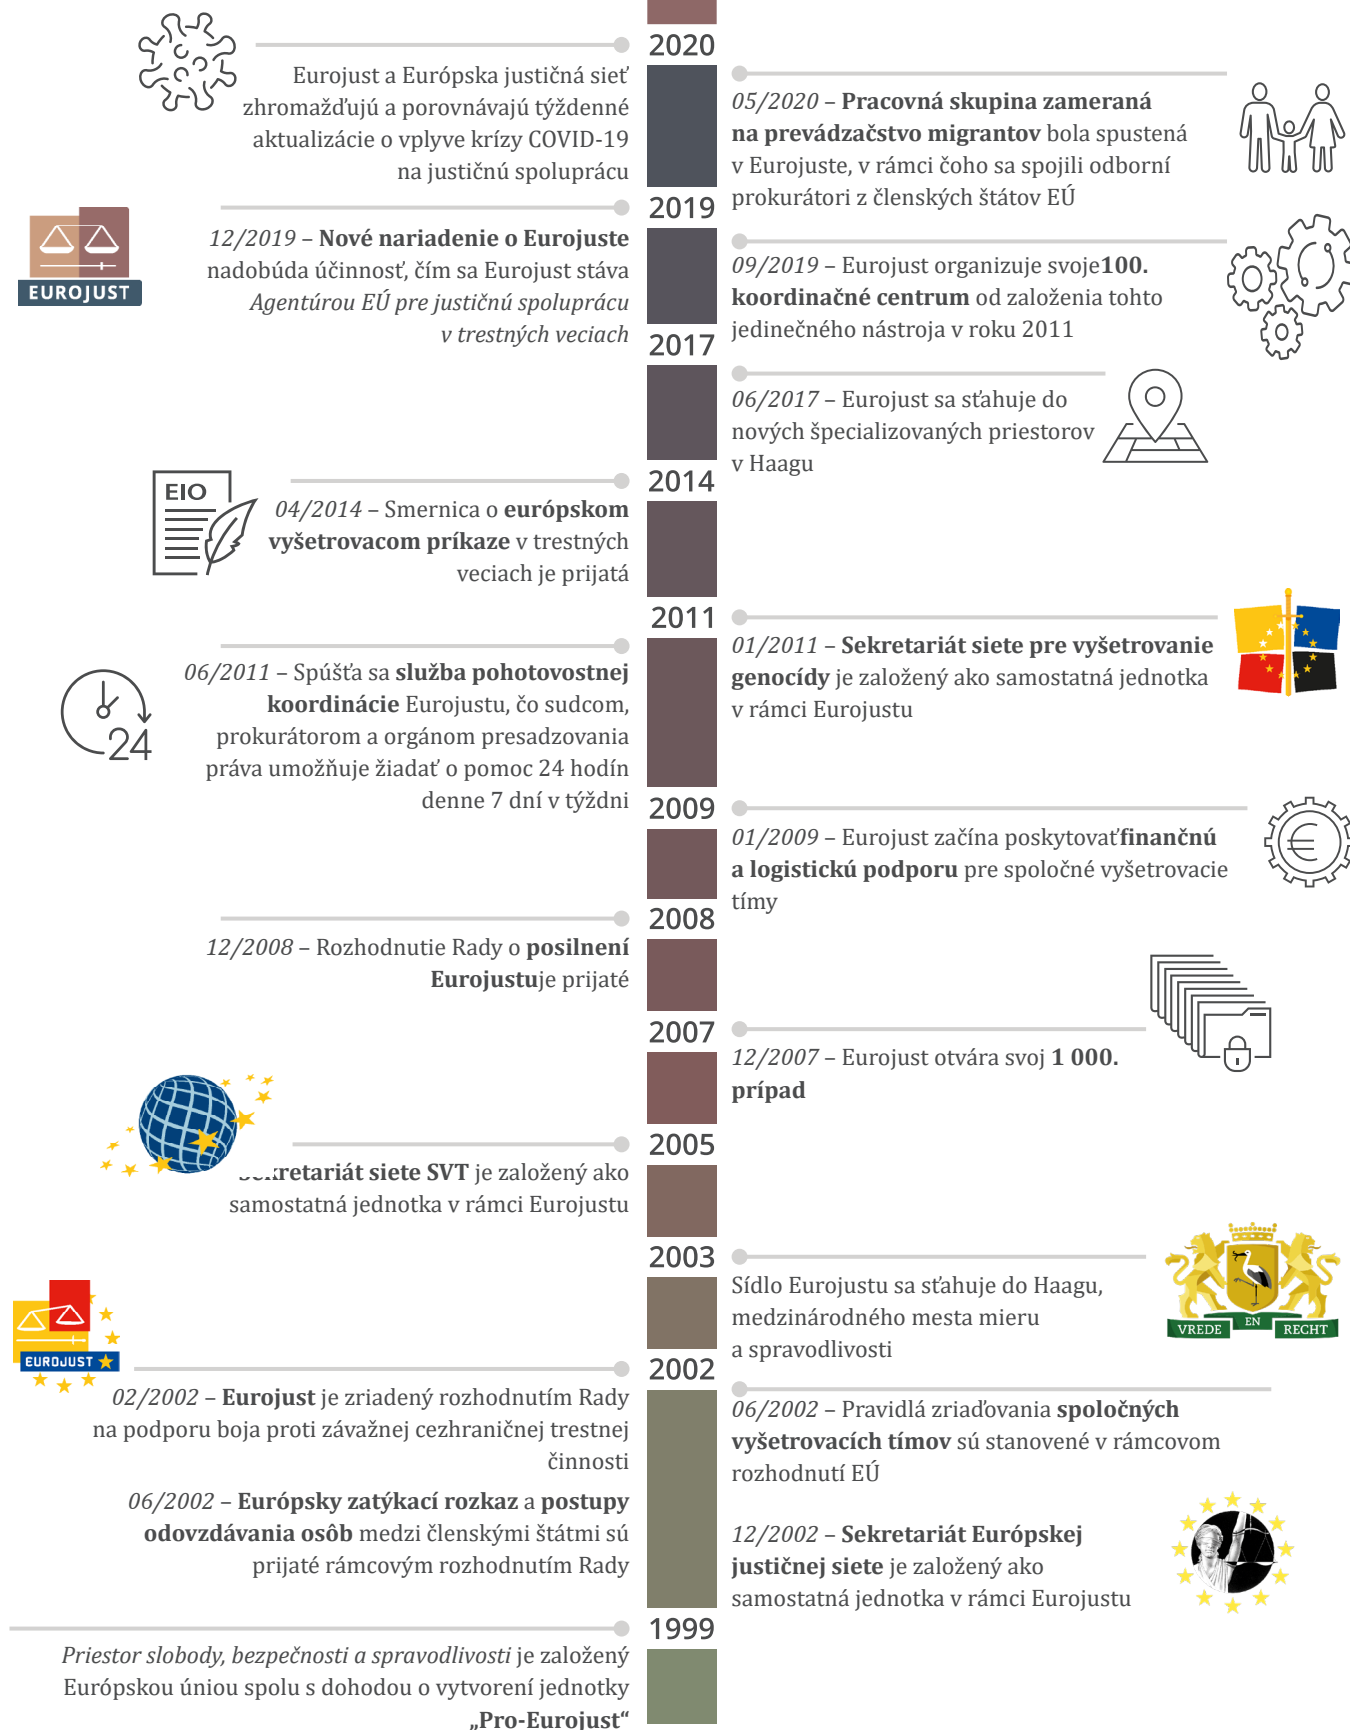 2020
Eurojust a Európska justičná sieť
zhromažďujú a porovnávajú týždenné
aktualizácie o vplyve krízy COVID-19
na justičnú spoluprácu
05/2020 – Pracovná skupina zameraná
na prevádzačstvo migrantov bola spustená
v Eurojuste, v rámci čoho sa spojili odborní
prokurátori z členských štátov EÚ
2019
EUROJUST
12/2019 – Nové nariadenie o Eurojuste
nadobúda účinnosť, čím sa Eurojust stáva
Agentúrou EÚ pre justičnú spoluprácu
v trestných veciach
09/2019 – Eurojust organizuje svoje100.
koordinačné centrum od založenia tohto
jedinečného nástroja v roku 2011
2017
06/2017 – Eurojust sa sťahuje do
nových špecializovaných priestorov
v Haagu
2014
EIO
04/2014 – Smernica o európskom
vyšetrovacom príkaze v trestných
veciach je prijatá
2011
01/2011 – Sekretariát siete pre vyšetrovanie
genocídy je založený ako samostatná jednotka
v rámci Eurojustu
06/2011 – Spúšťa sa služba pohotovostnej
koordinácie Eurojustu, čo sudcom,
prokurátorom a orgánom presadzovania
práva umožňuje žiadať o pomoc 24 hodín
denne 7 dní v týždni
24
2009
01/2009 – Eurojust začína poskytovaťfinančnú
a logistickú podporu pre spoločné vyšetrovacie
tímy
2008
12/2008 – Rozhodnutie Rady o posilnení
Eurojustuje prijaté
2007
12/2007 – Eurojust otvára svoj 1 000.
prípad
2005
Sekretariát siete SVT je založený ako
samostatná jednotka v rámci Eurojustu
2003
Sídlo Eurojustu sa sťahuje do Haagu,
medzinárodného mesta mieru
a spravodlivosti
VREDE EN RECHT
2002
EUROJUST
02/2002 – Eurojust je zriadený rozhodnutím Rady
na podporu boja proti závažnej cezhraničnej trestnej
činnosti
06/2002 – Európsky zatýkací rozkaz a postupy
odovzdávania osôb medzi členskými štátmi sú
prijaté rámcovým rozhodnutím Rady
06/2002 – Pravidlá zriaďovania spoločných
vyšetrovacích tímov sú stanovené v rámcovom
rozhodnutí EÚ
12/2002 – Sekretariát Európskej
justičnej siete je založený ako
samostatná jednotka v rámci Eurojustu
1999
Priestor slobody, bezpečnosti a spravodlivosti je založený
Európskou úniou spolu s dohodou o vytvorení jednotky
„Pro-Eurojust“